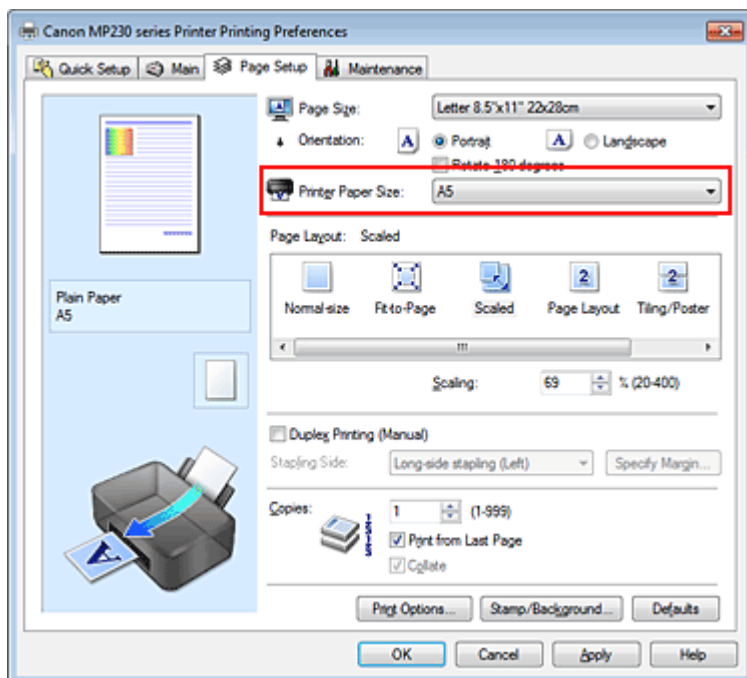 Canon MP230 series Printer Printing Preferences
Quick Setup Main Page Setup Maintenance
Page Size: Letter 8.5"x11" 22x28cm
Orientation: A Portrait A Landscape
Rotate 180 degrees
Printer Paper Size: A5
Page Layout: Scaled
2 2
Normal-size Fit-to-Page Scaled Page Layout Tiling/Poster
Plain Paper
A5
Scaling: 69 % (20-400)
Duplex Printing (Manual)
Stapling Side: Long-side stapling (Left) Specify Margin...
Copies: 1 (1-999)
Print from Last Page
Collate
A
Print Options... Stamp/Background... Defaults
OK Cancel Apply Help